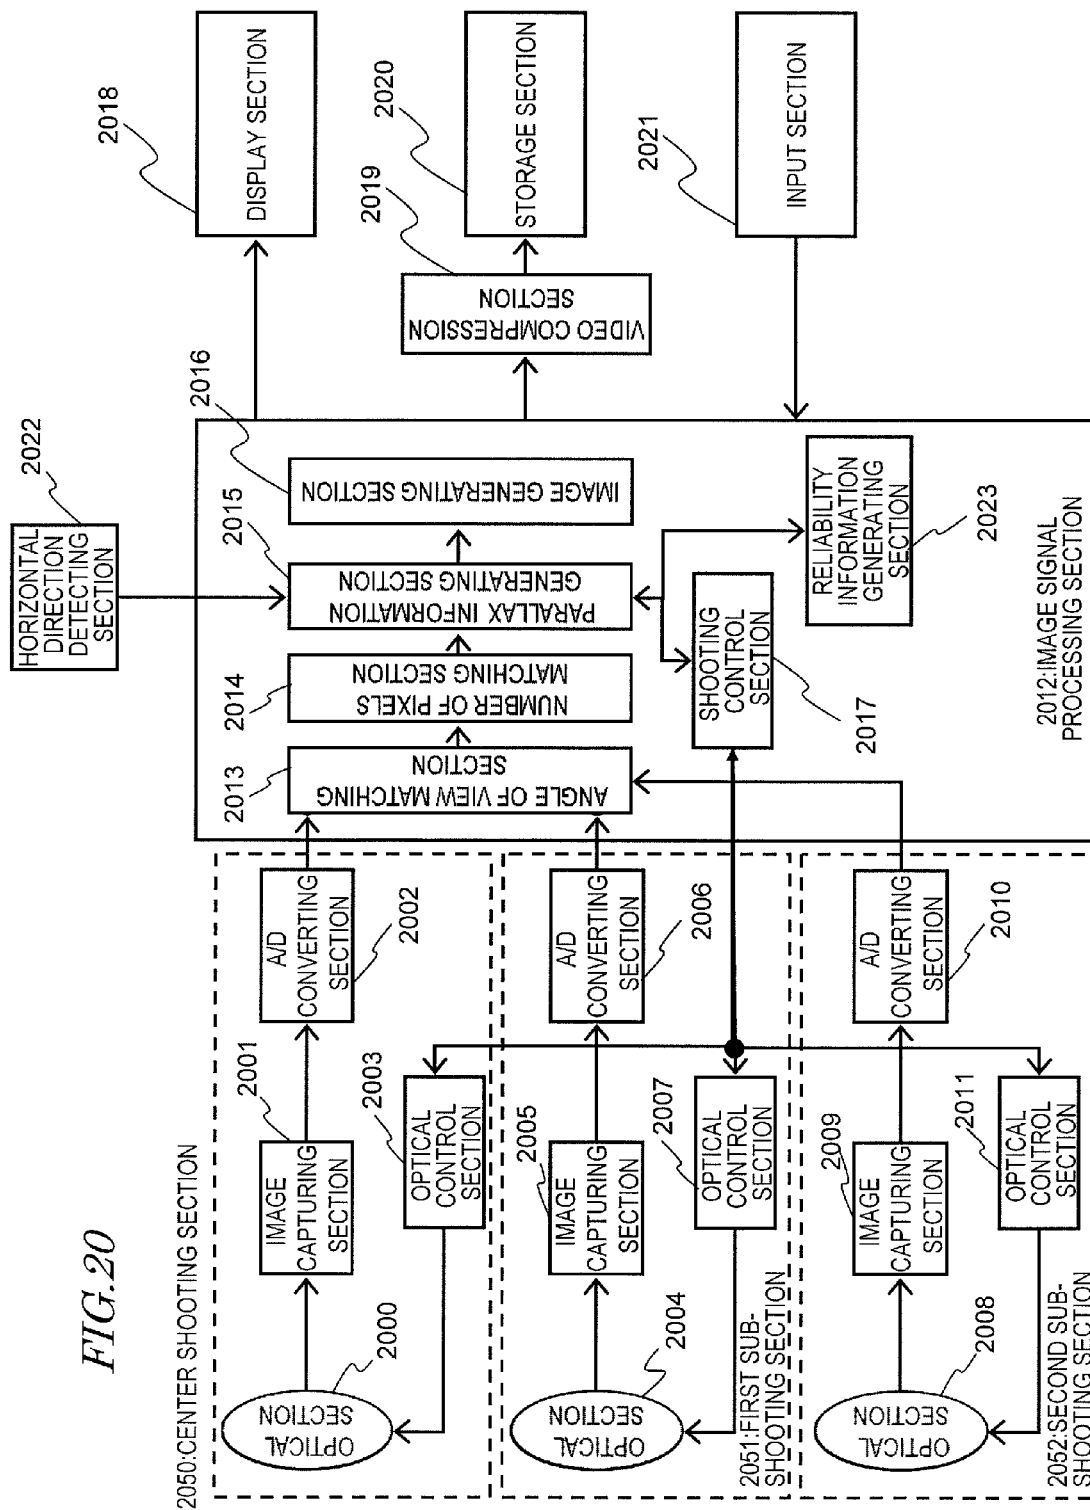 FIG.20
2050:CENTER SHOOTING SECTION
OPTICAL
SECTION
2000
IMAGE
CAPTURING
SECTION
2001
A/D
CONVERTING
SECTION
2002
OPTICAL
CONTROL
SECTION
2003
2051:FIRST SUB-
SHOOTING SECTION
OPTICAL
SECTION
2004
IMAGE
CAPTURING
SECTION
2005
A/D
CONVERTING
SECTION
2006
OPTICAL
CONTROL
SECTION
2007
2052:SECOND SUB-
SHOOTING SECTION
OPTICAL
SECTION
2008
IMAGE
CAPTURING
SECTION
2009
A/D
CONVERTING
SECTION
2010
OPTICAL
CONTROL
SECTION
2011
2012:IMAGE SIGNAL
PROCESSING SECTION
ANGLE OF VIEW MATCHING
SECTION
2013
NUMBER OF PIXELS
MATCHING SECTION
2014
PARALLAX INFORMATION
GENERATING SECTION
2015
IMAGE GENERATING SECTION
2016
SHOOTING
CONTROL
SECTION
2017
RELIABILITY
INFORMATION
GENERATING
SECTION
2023
HORIZONTAL
DIRECTION
DETECTING
SECTION
2022
DISPLAY SECTION
2018
VIDEO COMPRESSION
SECTION
2019
STORAGE SECTION
2020
INPUT SECTION
2021